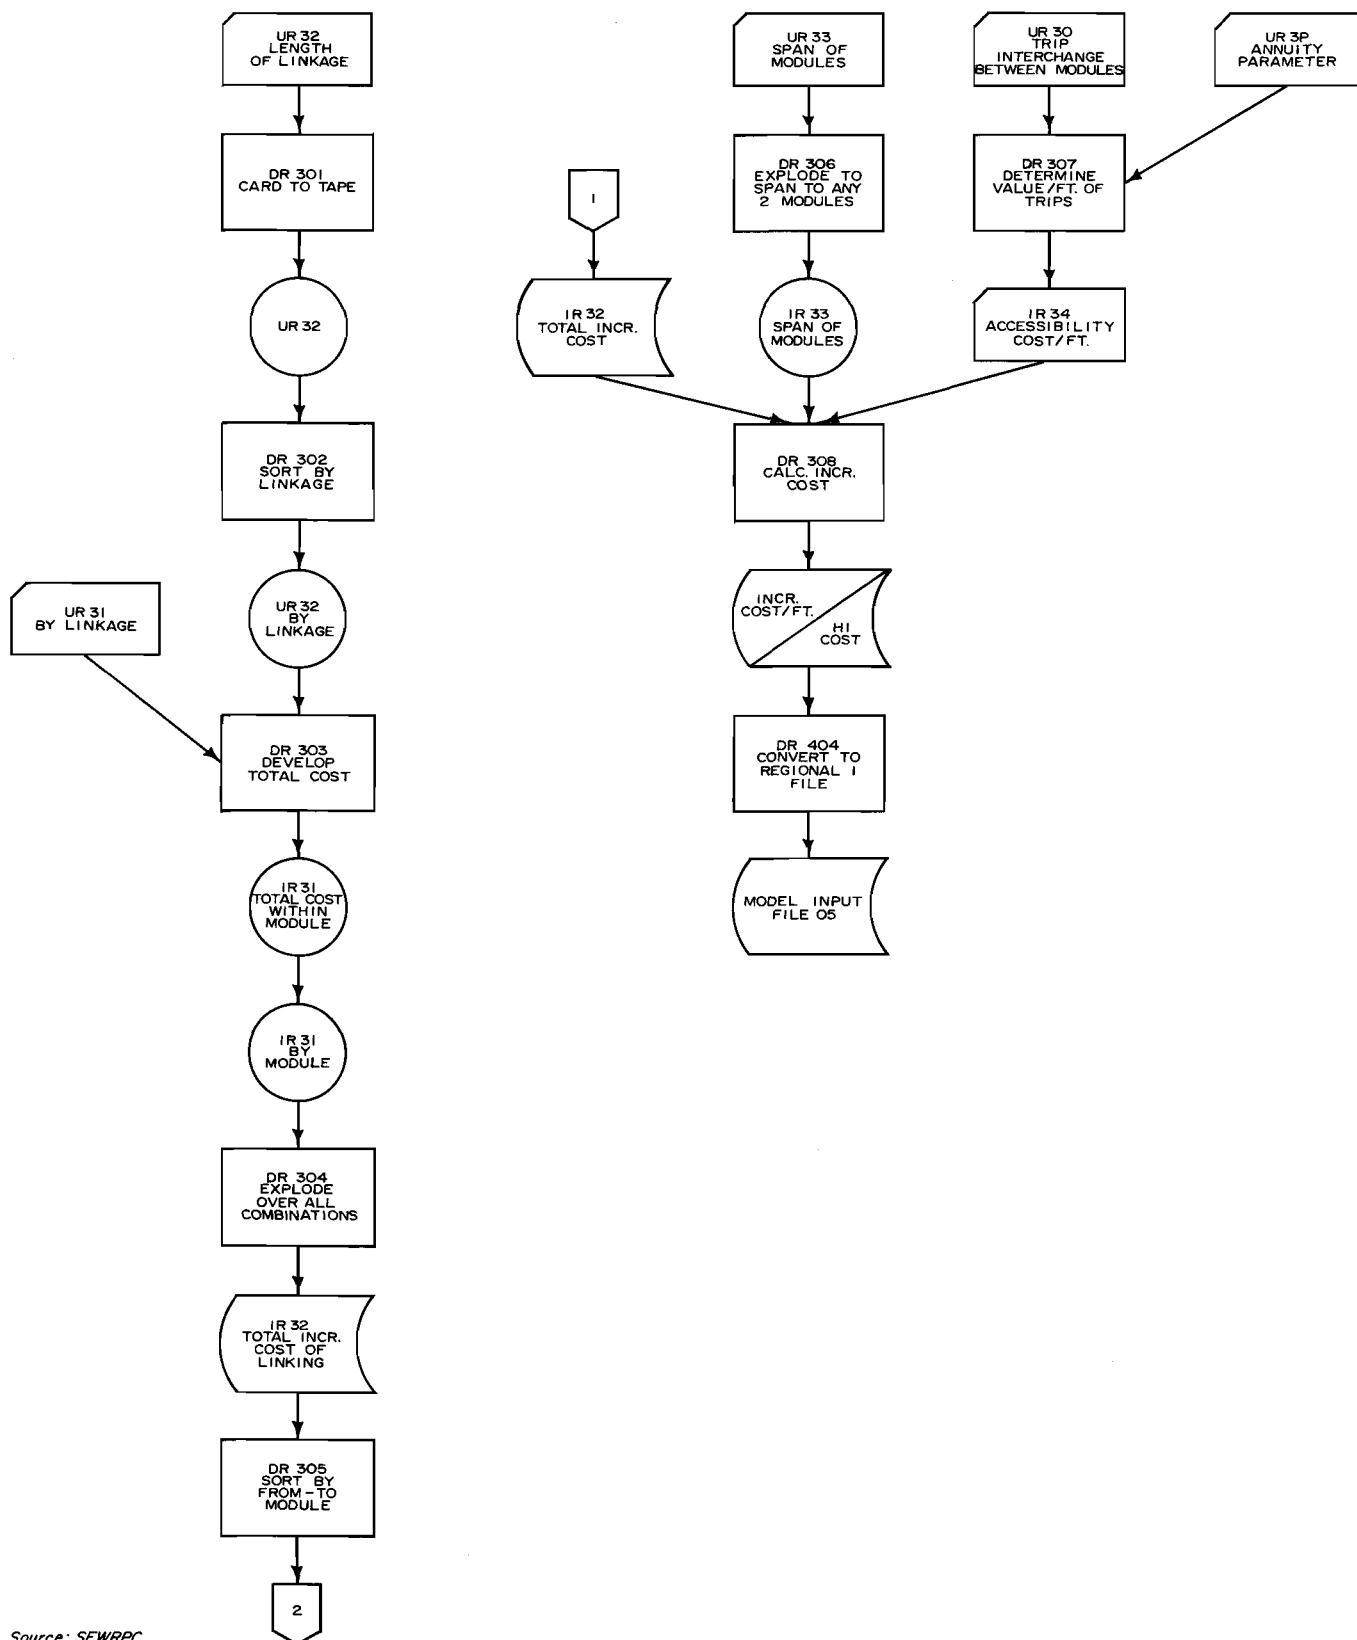 UR 32
LENGTH
OF LINKAGE
DR 301
CARD TO TAPE
UR 32
DR 302
SORT BY
LINKAGE
UR 32
BY
LINKAGE
UR 31
BY LINKAGE
DR 303
DEVELOP
TOTAL COST
IR 31
TOTAL COST
WITHIN
MODULE
IR 31
BY
MODULE
DR 304
EXPLODE
OVER ALL
COMBINATIONS
IR 32
TOTAL INCR.
COST OF
LINKING
DR 305
SORT BY
FROM-TO
MODULE
2
1
IR 32
TOTAL INCR.
COST
UR 33
SPAN OF
MODULES
DR 306
EXPLODE TO
SPAN TO ANY
2 MODULES
IR 33
SPAN OF
MODULES
UR 30
TRIP
INTERCHANGE
BETWEEN MODULES
UR 3P
ANNUITY
PARAMETER
DR 307
DETERMINE
VALUE/FT. OF
TRIPS
IR 34
ACCESSIBILITY
COST/FT.
DR 308
CALC. INCR.
COST
INCR.
COST/FT.
HI
COST
DR 404
CONVERT TO
REGIONAL I
FILE
MODEL INPUT
FILE 05
Source: SEWRPC